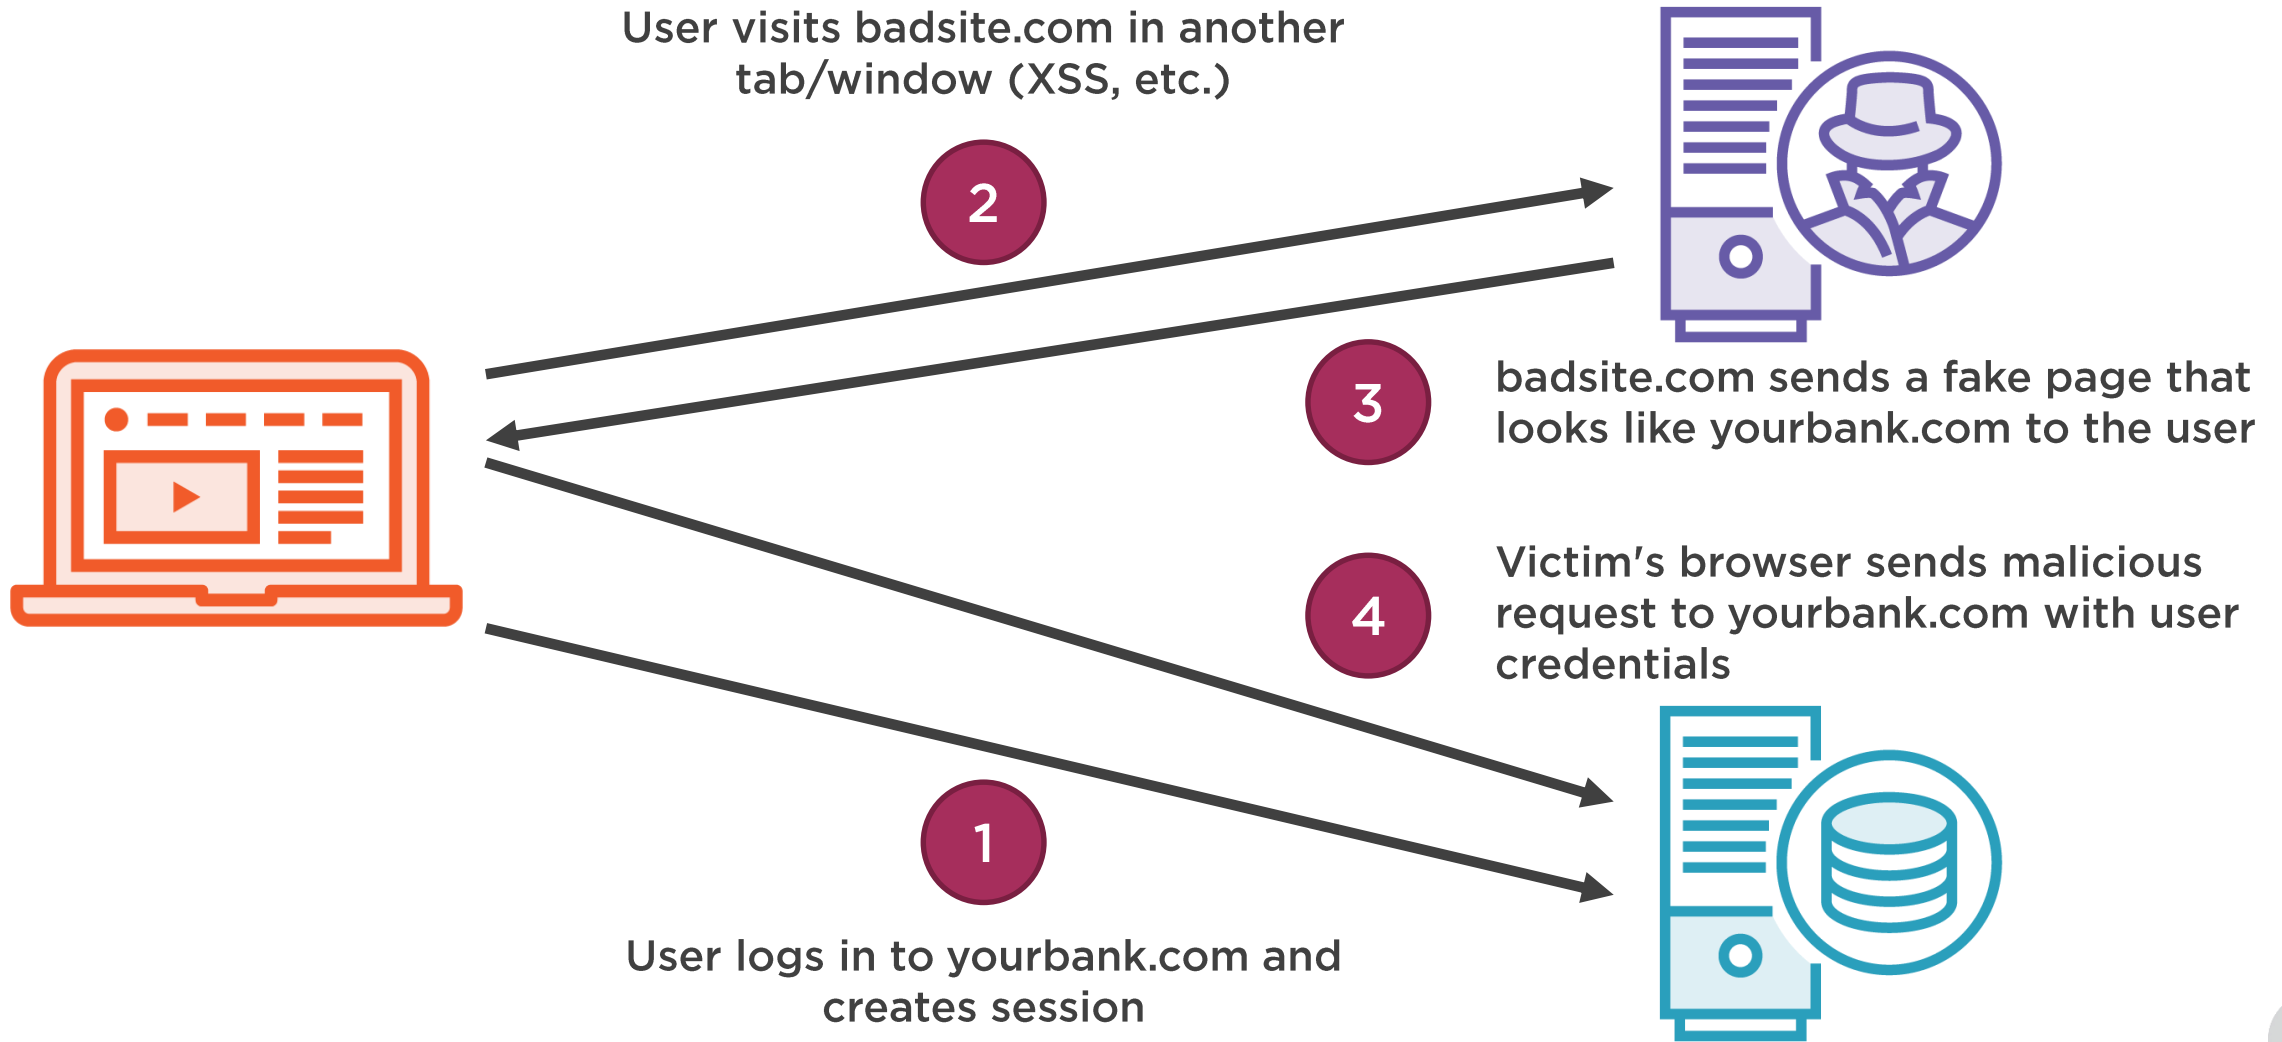 User visits badsite.com in another
tab/window (XSS, etc.)
2
3
badsite.com sends a fake page that
looks like yourbank.com to the user
4
Victim's browser sends malicious
request to yourbank.com with user
credentials
1
User logs in to yourbank.com and
creates session